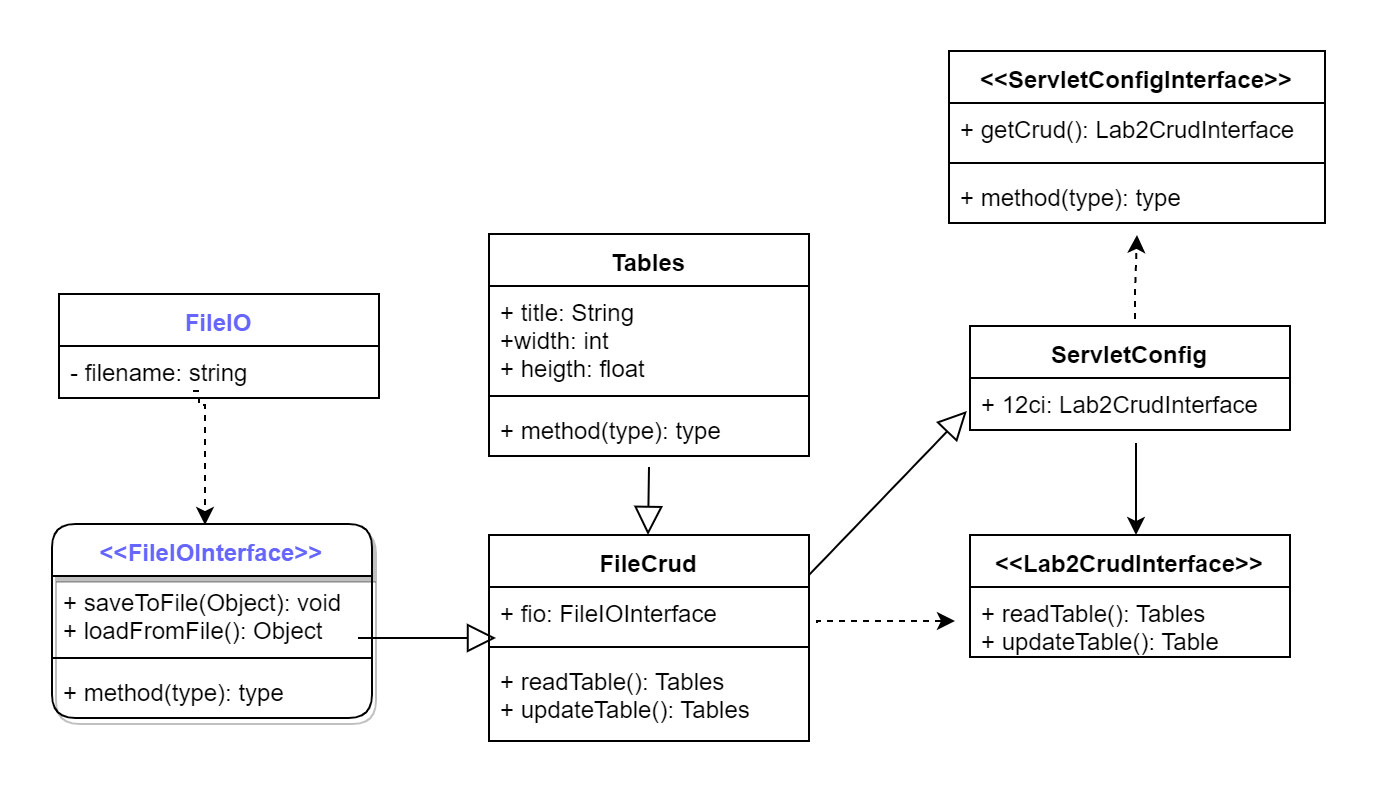 <<ServletConfigInterface>>
+ getCrud(): Lab2CrudInterface
+ method(type): type
Tables
+ title: String
+width: int
+ heigth: float
+ method(type): type
FileIO
- filename: string
ServletConfig
+ 12ci: Lab2CrudInterface
<<FileIOInterface>>
+ saveToFile(Object): void
+ loadFromFile(): Object
+ method(type): type
FileCrud
+ fio: FileIOInterface
+ readTable(): Tables
+ updateTable(): Tables
<<Lab2CrudInterface>>
+ readTable(): Tables
+ updateTable(): Table